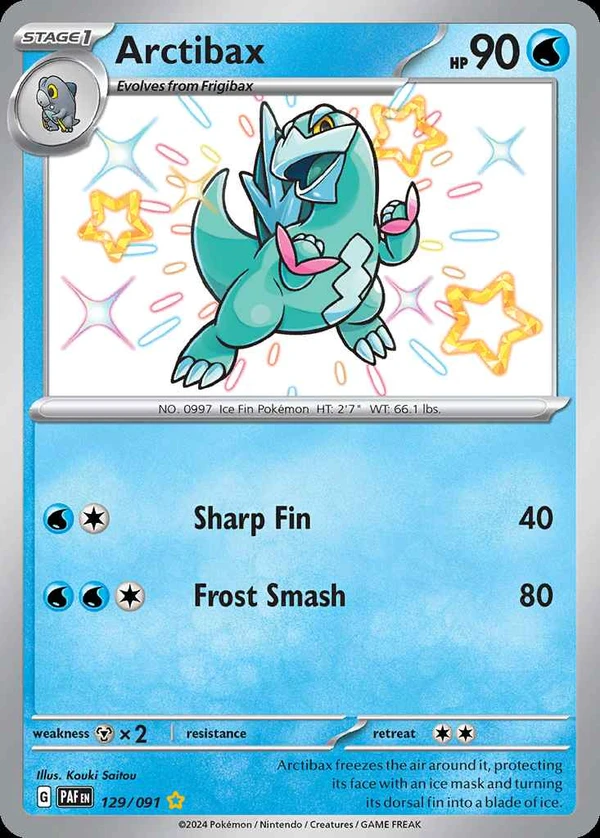 STAGE1
Arctibax
HP 90
Evolves from Frigibax
NO. 0997 Ice Fin Pokémon HT: 2'7" WT: 66.1 lbs.
Sharp Fin 40
Frost Smash 80
weakness ×2 resistance retreat
Illus. Kouki Saitou
Arctibax freezes the air around it, protecting
its face with an ice mask and turning
its dorsal fin into a blade of ice.
G PAF EN 129/091
©2024 Pokémon / Nintendo / Creatures / GAME FREAK